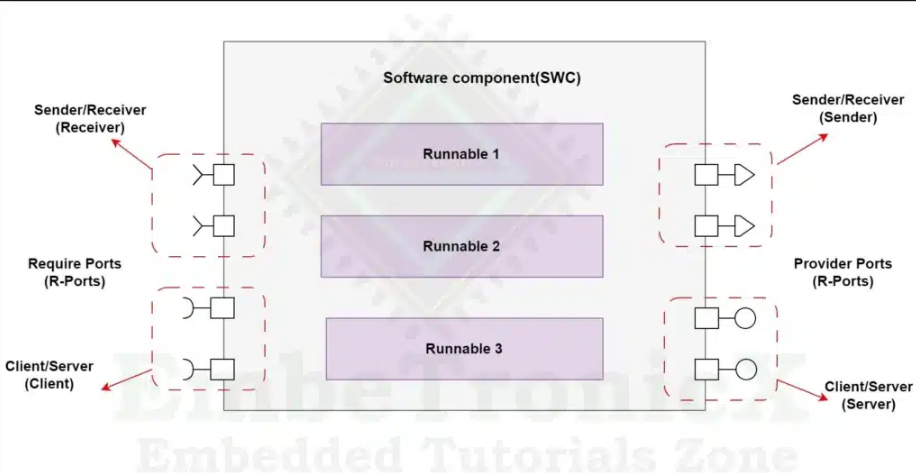 Software component(SWC)
Sender/Receiver
(Receiver)
Sender/Receiver
(Sender)
Runnable 1
Runnable 2
Require Ports
(R-Ports)
Provider Ports
(R-Ports)
Runnable 3
Client/Server
(Client)
Client/Server
(Server)
EmbeTronicX
Embedded Tutorials Zone